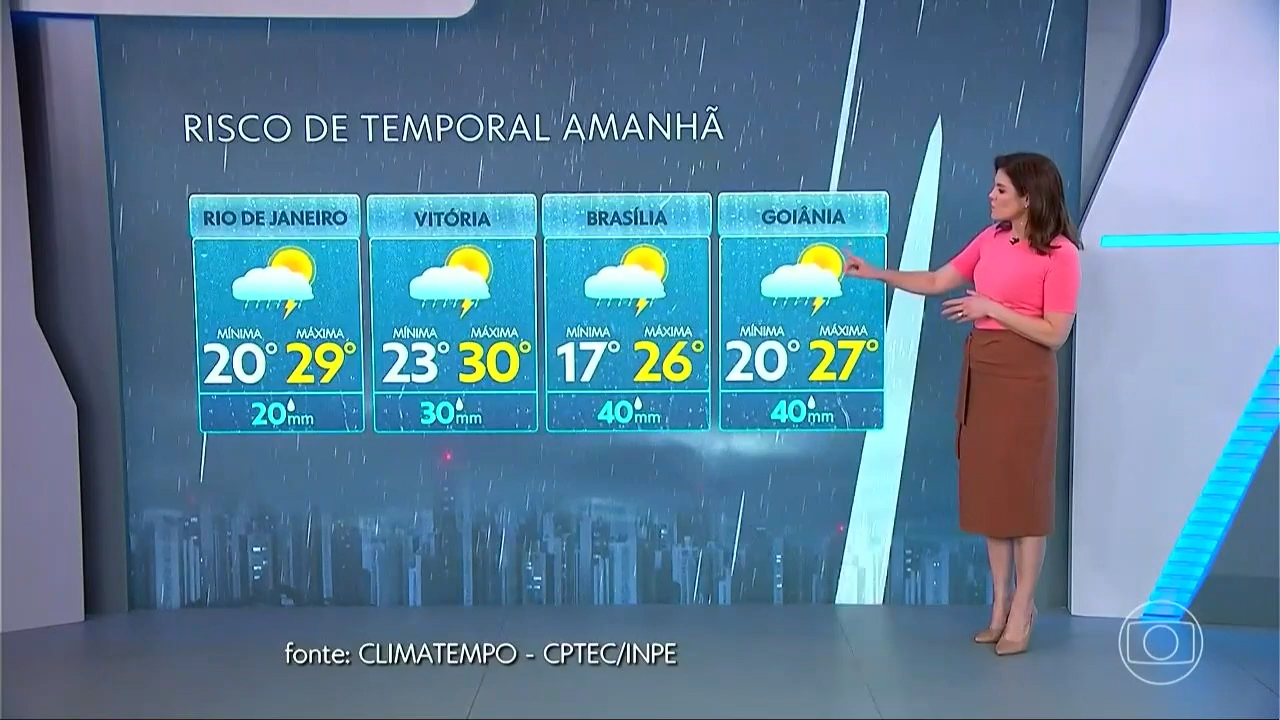 RISCO DE TEMPORAL AMANHÃ
RIO DE JANEIRO
MÍNIMA MÁXIMA
20° 29°
20mm
VITÓRIA
MÍNIMA MÁXIMA
23° 30°
30mm
BRASÍLIA
MÍNIMA MÁXIMA
17° 26°
40mm
GOIÂNIA
MÍNIMA MÁXIMA
20° 27°
40mm
fonte: CLIMATEMPO - CPTEC/INPE